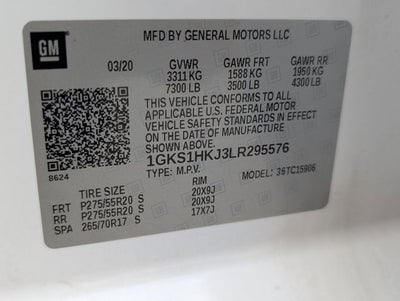 GM
MFD BY GENERAL MOTORS LLC
03/20 GVWR GAWR FRT GAWR RR
3311 KG 1588 KG 1950 KG
7300 LB 3500 LB 4300 LB
THIS VEHICLE CONFORMS TO ALL
APPLICABLE U.S. FEDERAL MOTOR
VEHICLE SAFETY AND THEFT PREVENTION
STANDARDS IN EFFECT ON THE DATE
OF MANUFACTURE SHOWN ABOVE.
8624
1GKS1HKJ3LR295576
TYPE: M.P.V. MODEL: 36TC15906
TIRE SIZE RIM
FRT P275/55R20 S 20X9J
RR P275/55R20 S 20X9J
SPA 265/70R17 S 17X7J